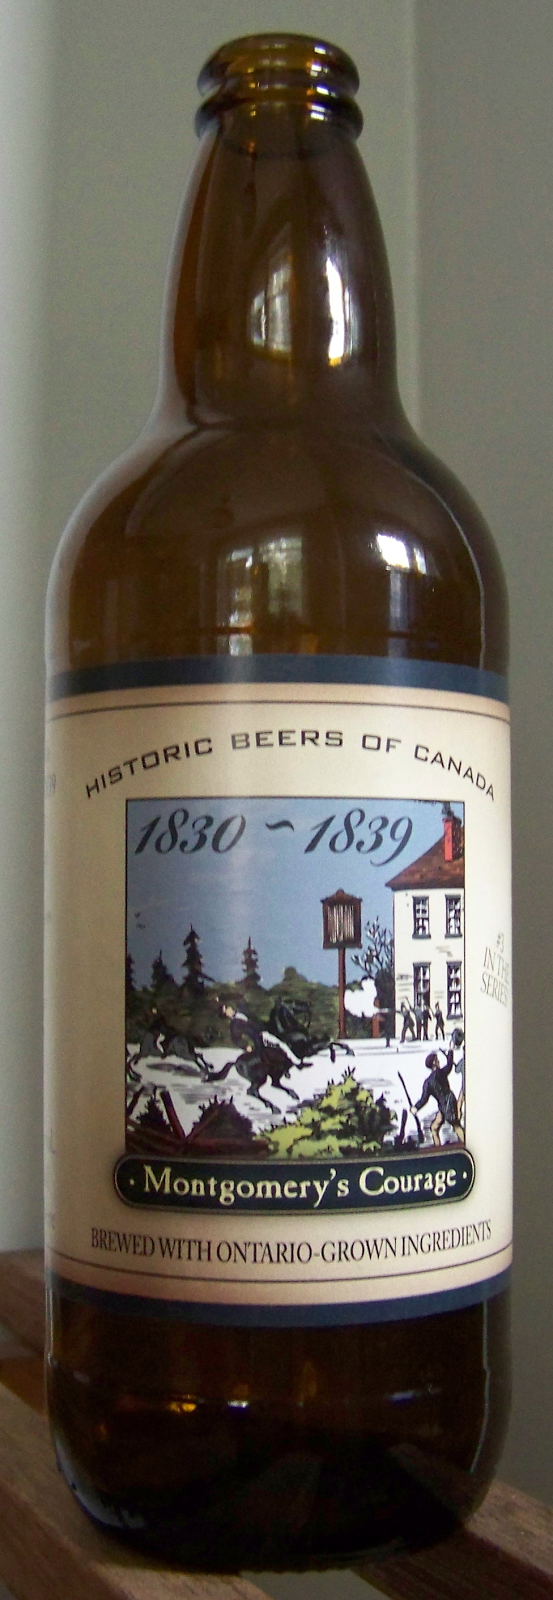 HISTORIC BEERS OF CANADA
1830 ~ 1839
IN THE
SERIES
· Montgomery's Courage ·
BREWED WITH ONTARIO-GROWN INGREDIENTS